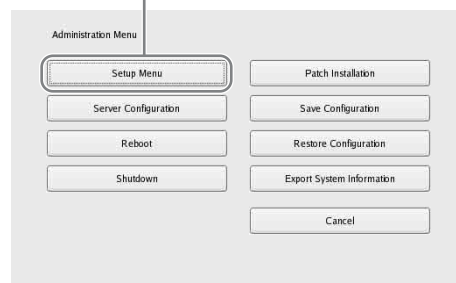 Administration Menu
Setup Menu
Patch Installation
Server Configuration
Save Configuration
Reboot
Restore Configuration
Shutdown
Export System Information
Cancel